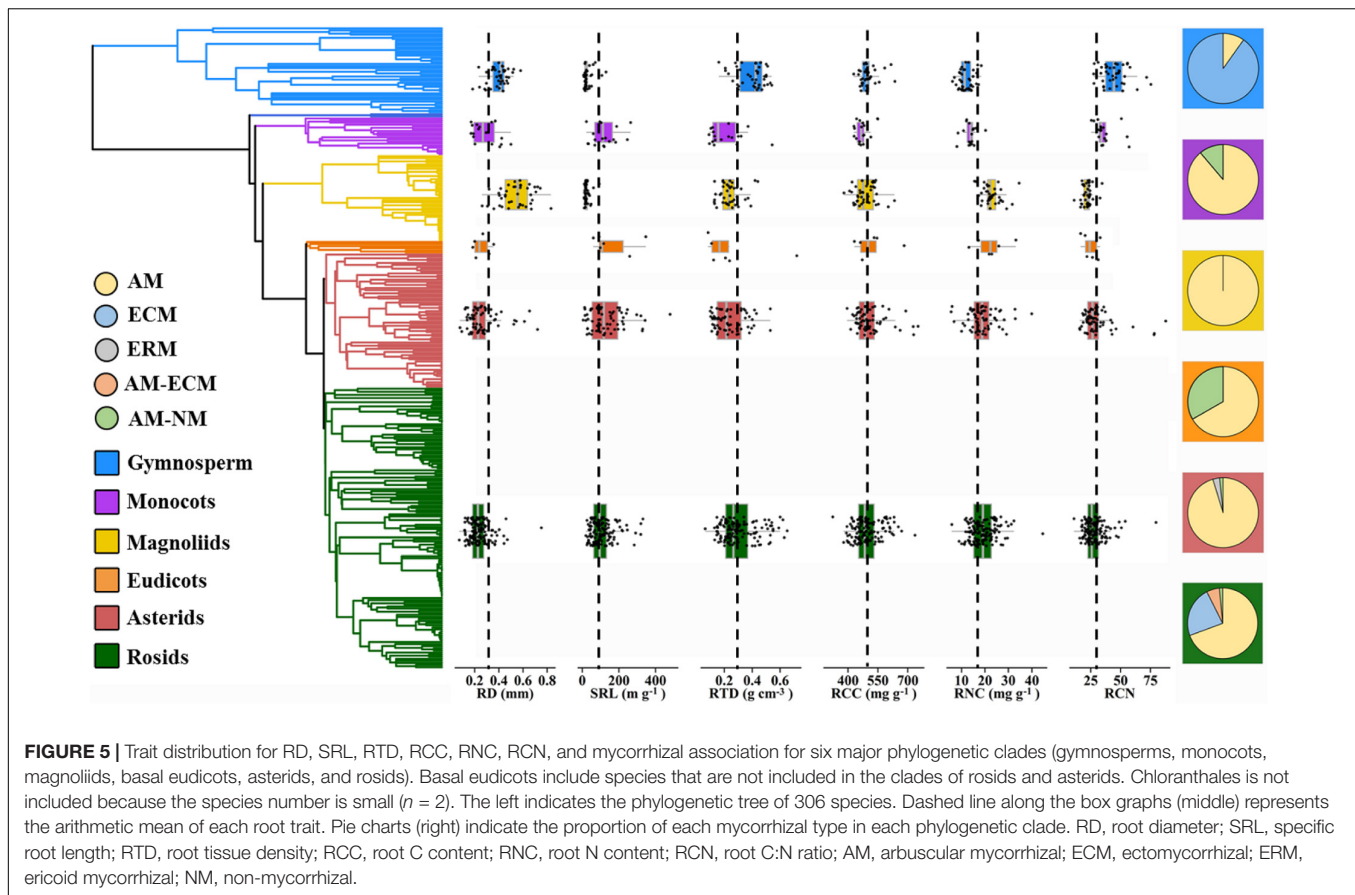 AM
ECM
ERM
AM-ECM
AM-NM
Gymnosperm
Monocots
Magnoliids
Eudicots
Asterids
Rosids
0.2 0.4 0.6 0.8
RD (mm)
0 200 400
SRL (m g⁻¹)
0.2 0.4 0.6
RTD (g cm⁻³)
400 550 700
RCC (mg g⁻¹)
10 20 30 40
RNC (mg g⁻¹)
25 50 75
RCN
FIGURE 5 | Trait distribution for RD, SRL, RTD, RCC, RNC, RCN, and mycorrhizal association for six major phylogenetic clades (gymnosperms, monocots,
magnoliids, basal eudicots, asterids, and rosids). Basal eudicots include species that are not included in the clades of rosids and asterids. Chloranthales is not
included because the species number is small (n = 2). The left indicates the phylogenetic tree of 306 species. Dashed line along the box graphs (middle) represents
the arithmetic mean of each root trait. Pie charts (right) indicate the proportion of each mycorrhizal type in each phylogenetic clade. RD, root diameter; SRL, specific
root length; RTD, root tissue density; RCC, root C content; RNC, root N content; RCN, root C:N ratio; AM, arbuscular mycorrhizal; ECM, ectomycorrhizal; ERM,
ericoid mycorrhizal; NM, non-mycorrhizal.